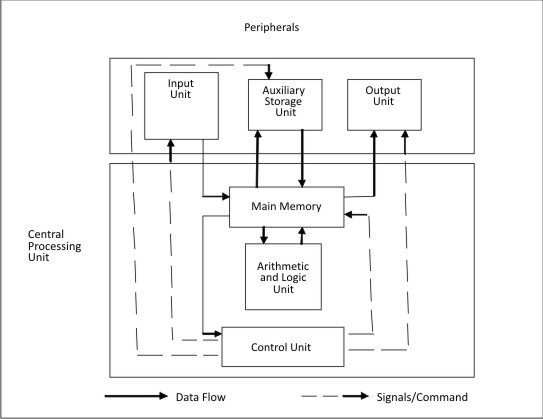 Peripherals
Input
Unit
Auxiliary
Storage
Unit
Output
Unit
Main Memory
Central
Processing
Unit
Arithmetic
and Logic
Unit
Control Unit
Data Flow
Signals/Command